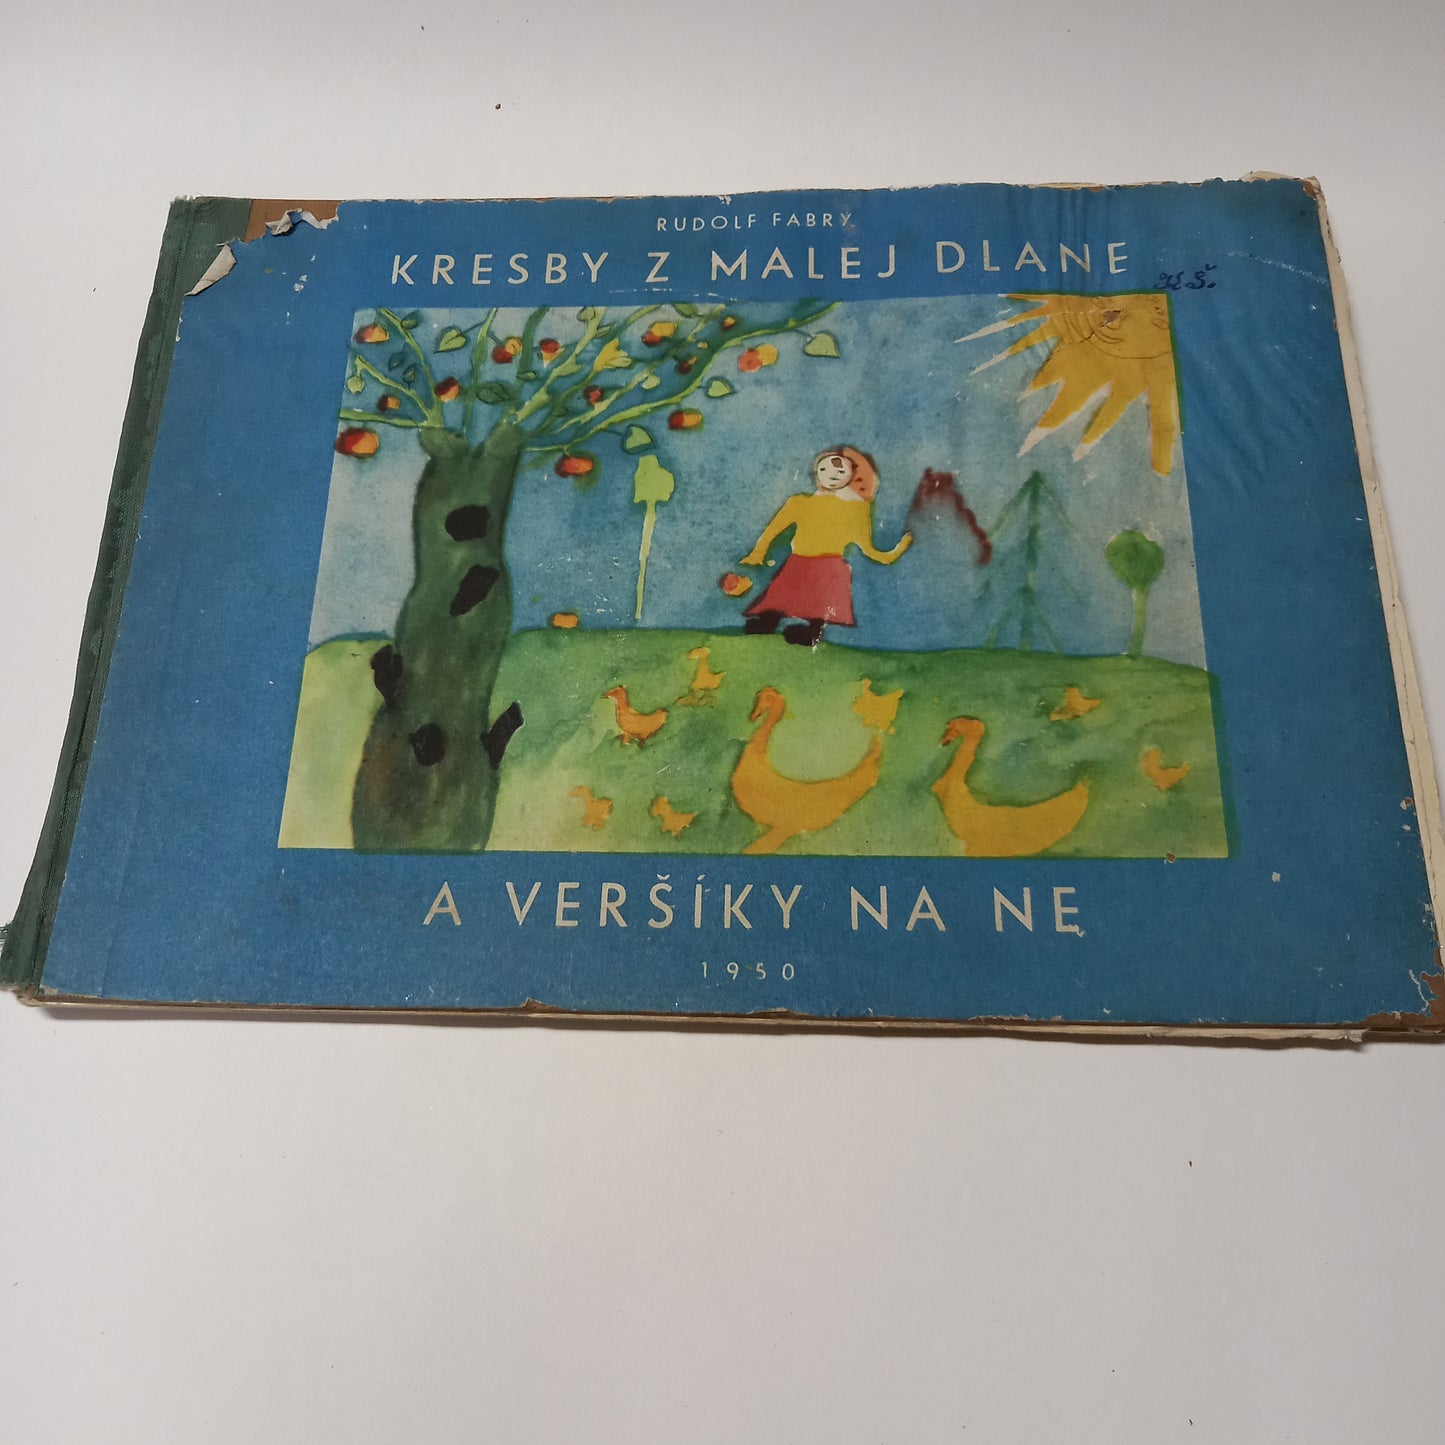 RUDOLF FABRY
KRESBY Z MALEJ DLANE
K Š.
A VERŠÍKY NA NE
1950